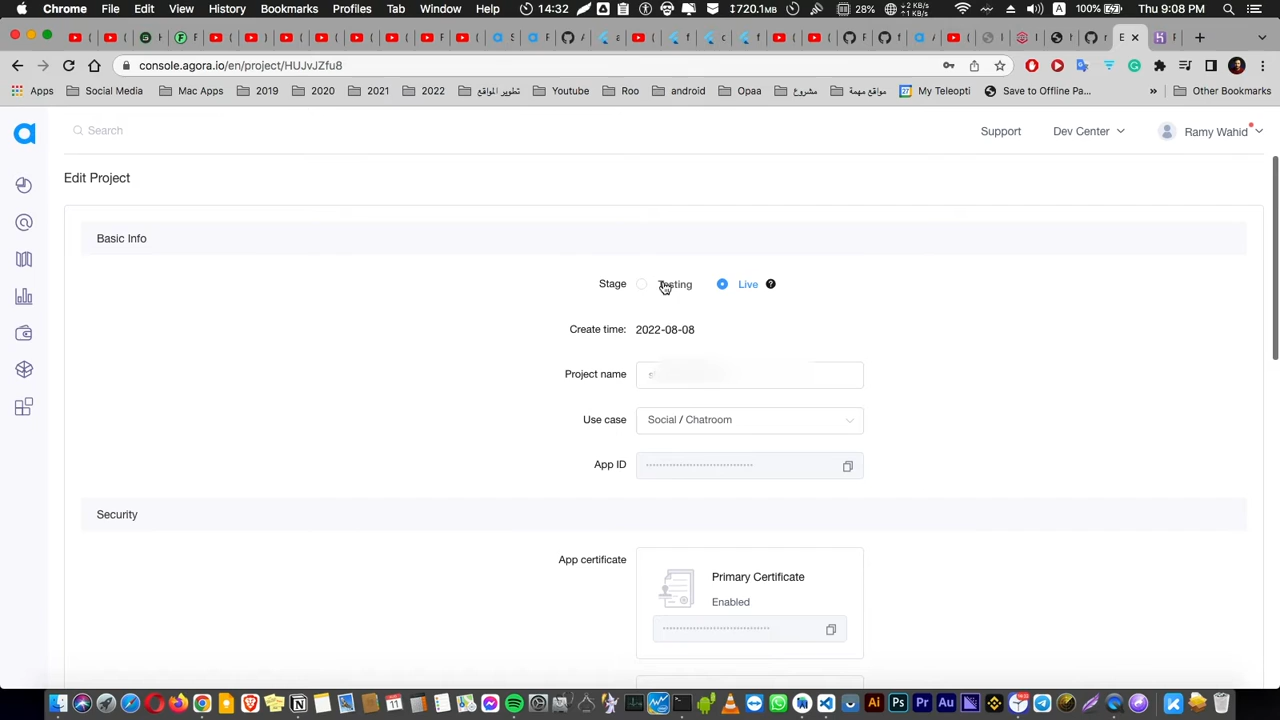 Chrome File Edit View History Bookmarks Profiles Tab Window Help 14:32 1720.1MB 28% 2 KB/s 100% Thu 9:08 PM
console.agora.io/en/project/HUJvJZfu8
Apps Social Media Mac Apps 2019 2020 2021 2022 تطوير المواقع Youtube Roo android Opaa مشروع مواقع مهمة My Teleopti Save to Offline Pa... » Other Bookmarks
Search Support Dev Center Ramy Wahid
Edit Project
Basic Info
Stage Testing Live
Create time: 2022-08-08
Project name
Use case Social / Chatroom
App ID
Security
App certificate
Primary Certificate
Enabled